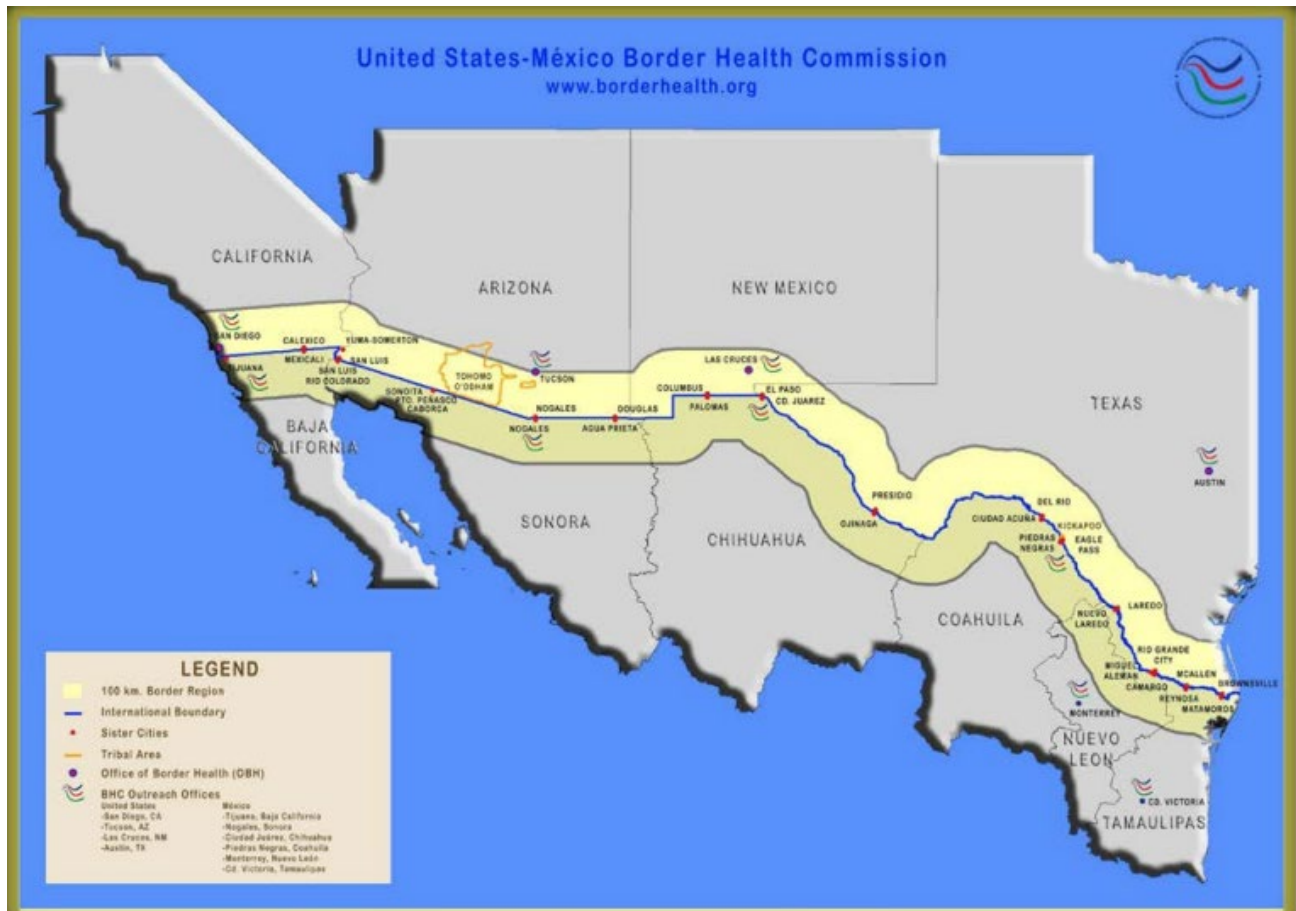 United States-México Border Health Commission
www.borderhealth.org
CALIFORNIA
ARIZONA
NEW MEXICO
TEXAS
SAN DIEGO
TIJUANA
CALEXICO
MEXICALI
YUMA-SOMERTON
SAN LUIS
SAN LUIS
RIO COLORADO
TOHOMO
O'ODHAM
SONOITA
PTO. PEÑASCO
CABORCA
TUCSON
NOGALES
NOGALES
DOUGLAS
AGUA PRIETA
COLUMBUS
PALOMAS
LAS CRUCES
EL PASO
CD. JUAREZ
PRESIDIO
OJINAGA
DEL RIO
CIUDAD ACUÑA
KICKAPOO
PIEDRAS
NEGRAS
EAGLE
PASS
AUSTIN
LAREDO
NUEVO
LAREDO
RIO GRANDE
CITY
MIGUEL
ALEMAN
CAMARGO
MCALLEN
REYNOSA
BROWNSVILLE
MATAMOROS
BAJA
CALIFORNIA
SONORA
CHIHUAHUA
COAHUILA
MONTERREY
NUEVO
LEON
CD. VICTORIA
TAMAULIPAS
LEGEND
100 km. Border Region
International Boundary
Sister Cities
Tribal Area
Office of Border Health (OBH)
BHC Outreach Offices
United States
-San Diego, CA
-Tucson, AZ
-Las Cruces, NM
-Austin, TX
México
-Tijuana, Baja California
-Nogales, Sonora
-Ciudad Juárez, Chihuahua
-Piedras Negras, Coahuila
-Monterrey, Nuevo León
-Cd. Victoria, Tamaulipas